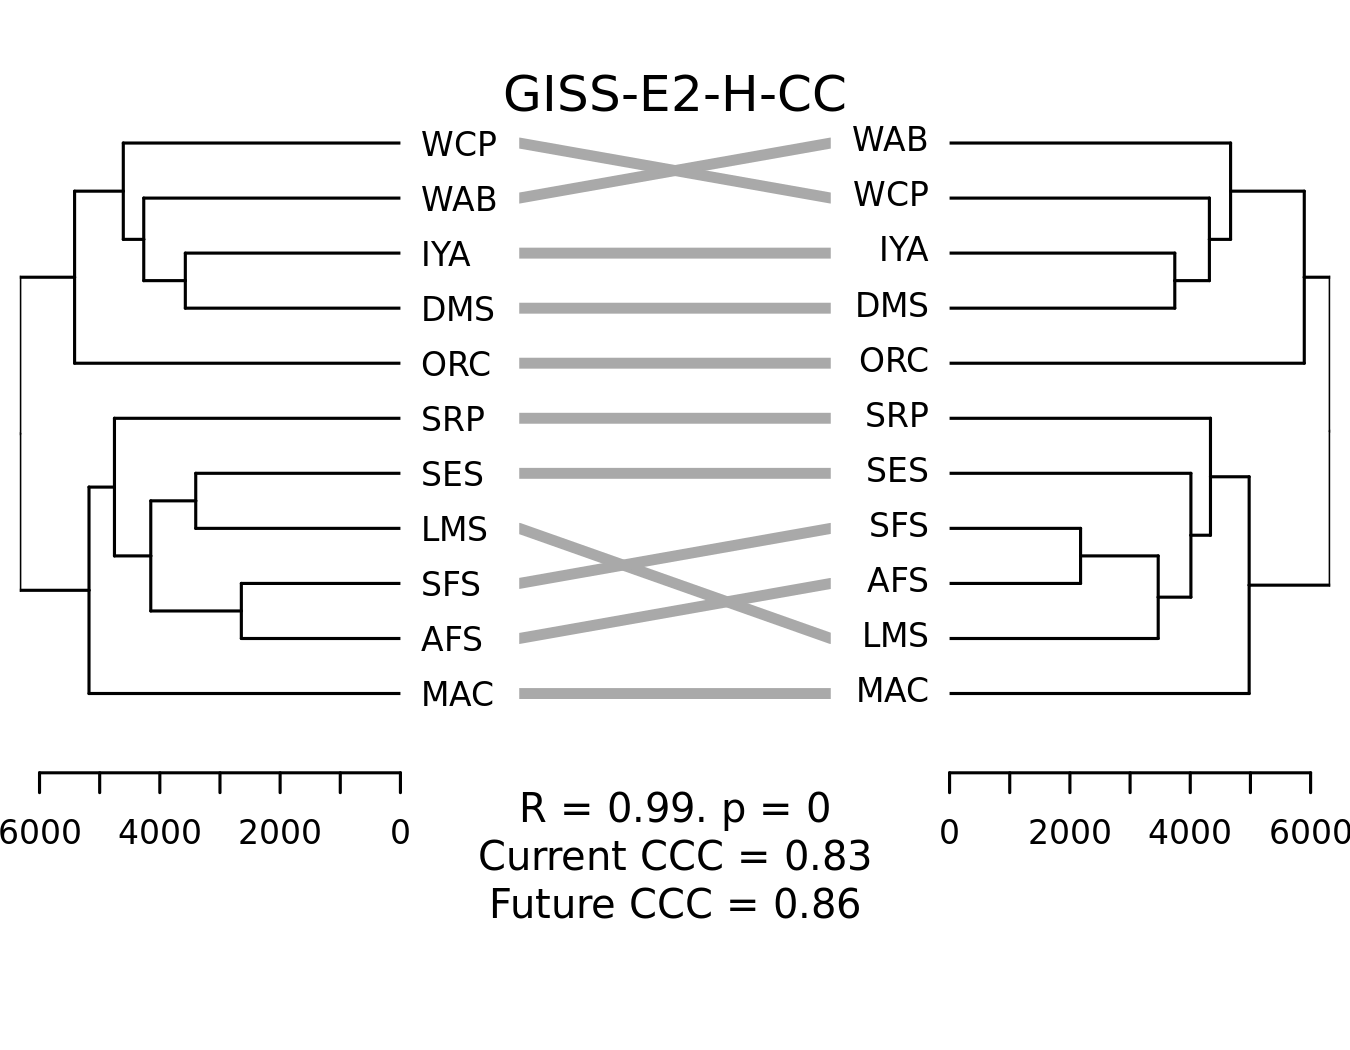 GISS-E2-H-CC
WCP WAB
WAB WCP
IYA IYA
DMS DMS
ORC ORC
SRP SRP
SES SES
LMS SFS
SFS AFS
AFS LMS
MAC MAC
6000 4000 2000 0 0 2000 4000 6000
R = 0.99. p = 0
Current CCC = 0.83
Future CCC = 0.86